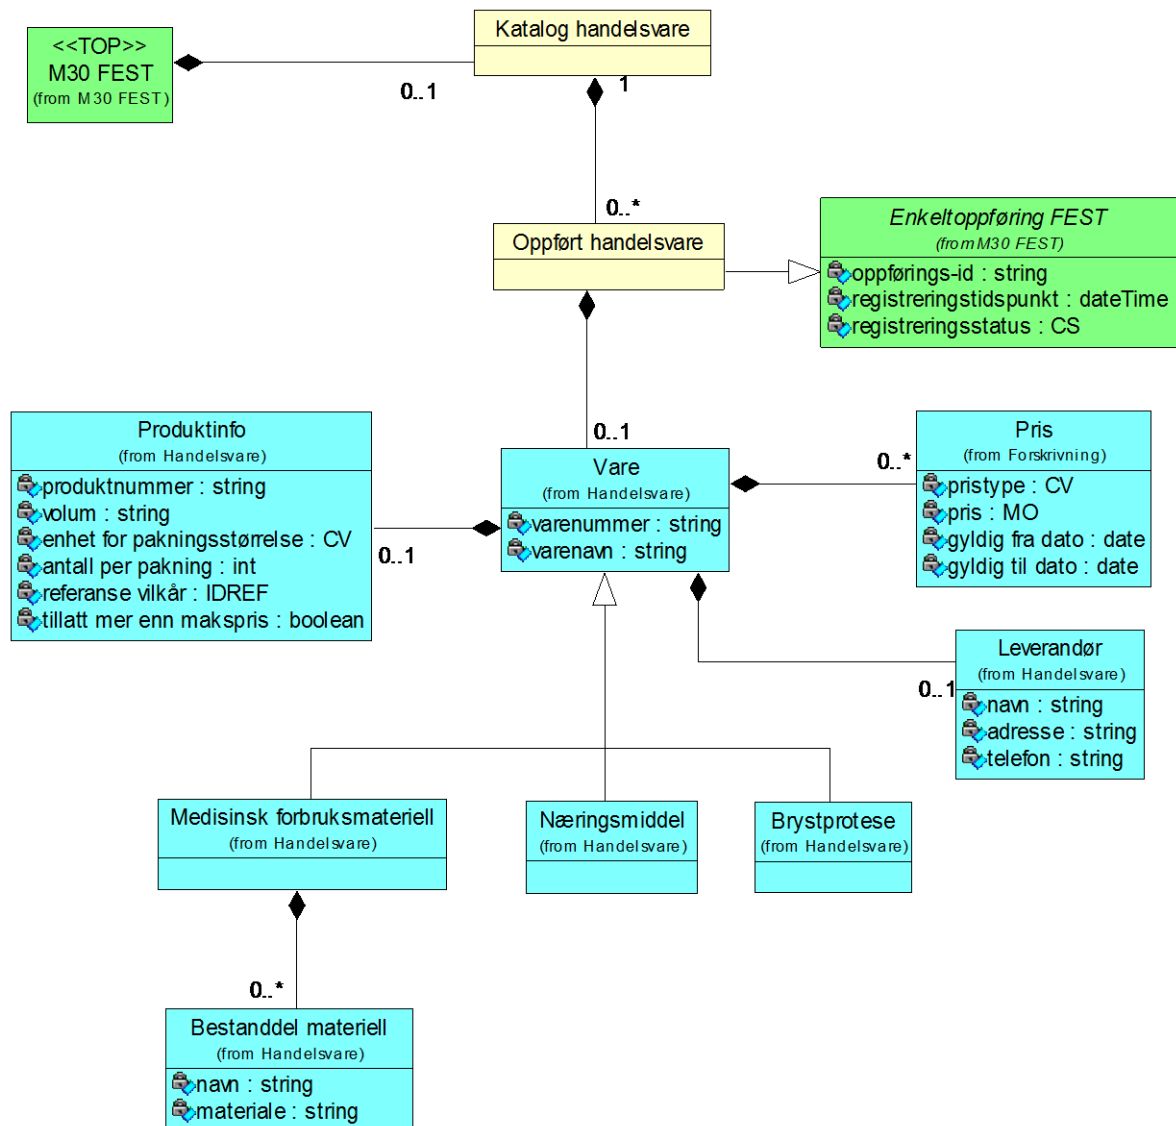 <<TOP>>
M30 FEST
(from M30 FEST)
Katalog handelsvare
0..1
1
0..*
Oppført handelsvare
Enkeltoppføring FEST
(from M30 FEST)
oppførings-id : string
registreringstidspunkt : dateTime
registreringsstatus : CS
0..1
Produktinfo
(from Handelsvare)
produktnummer : string
volum : string
enhet for pakningsstørrelse : CV
antall per pakning : int
referanse vilkår : IDREF
tillatt mer enn makspris : boolean
0..1
Vare
(from Handelsvare)
varenummer : string
varenavn : string
0..*
Pris
(from Forskrivning)
pristype : CV
pris : MO
gyldig fra dato : date
gyldig til dato : date
0..1
Leverandør
(from Handelsvare)
navn : string
adresse : string
telefon : string
Medisinsk forbruksmateriell
(from Handelsvare)
Næringsmiddel
(from Handelsvare)
Brystprotese
(from Handelsvare)
0..*
Bestanddel materiell
(from Handelsvare)
navn : string
materiale : string